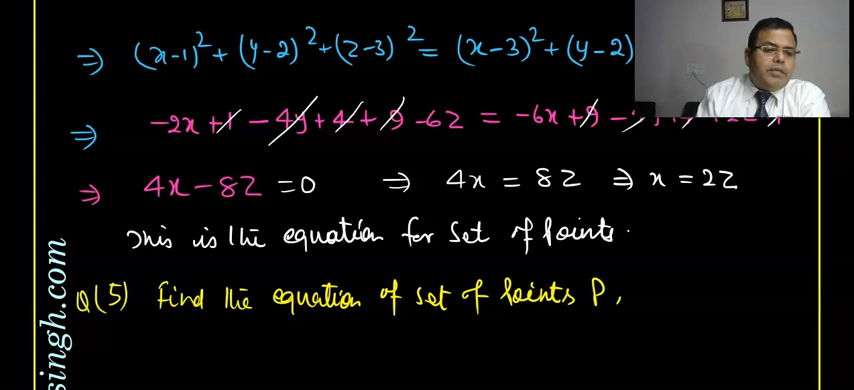 ⇒ (x-1)² + (y-2)² + (z-3)² = (x-3)² + (y-2)
⇒ -2x + 1 - 4y + 4 + 9 - 6z = -6x + 9
⇒ 4x - 8z = 0 ⇒ 4x = 8z ⇒ x = 2z
This is the equation for set of points.
Q(5) Find the equation of set of points P,
singh.com